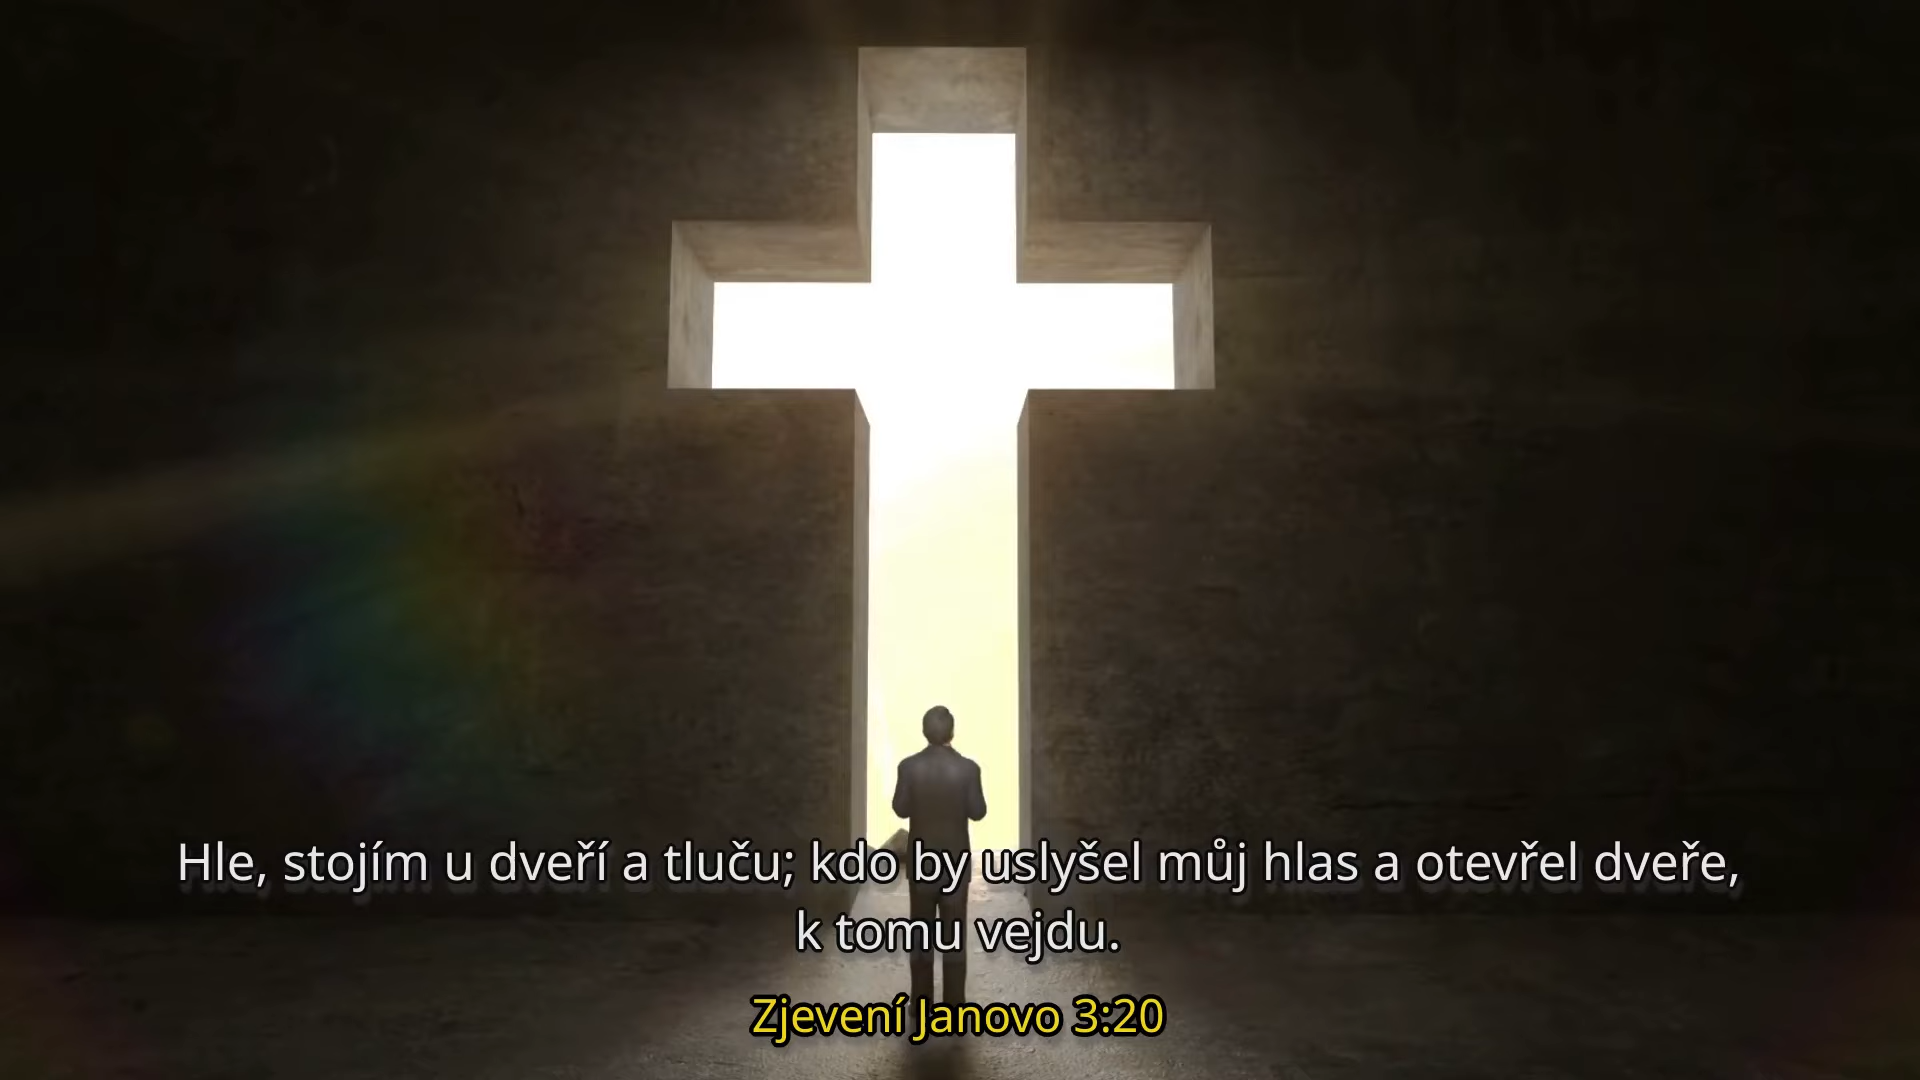 Hle, stojím u dveří a tluču; kdo by uslyšel můj hlas a otevřel dveře,
k tomu vejdu.
Zjevení Janovo 3:20